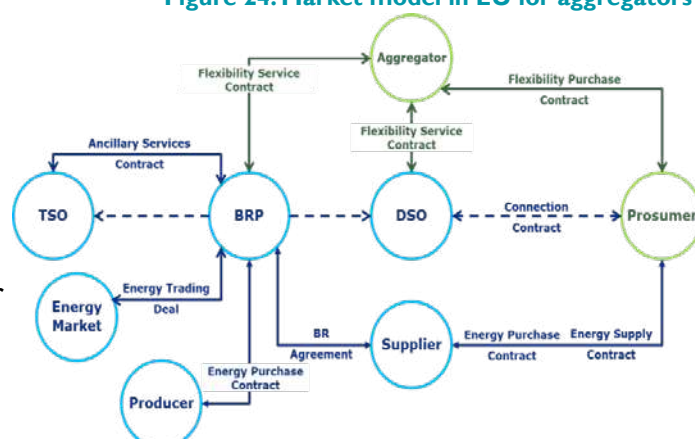 Figure 24. Market model in EU for aggregators
Aggregator
Flexibility Service
Contract
Flexibility Purchase
Contract
Flexibility Service
Contract
Ancillary Services
Contract
TSO
BRP
DSO
Connection
Contract
Prosumer
Energy Trading
Deal
Energy
Market
BR
Agreement
Supplier
Energy Purchase
Contract
Energy Supply
Contract
Energy Purchase
Contract
Producer